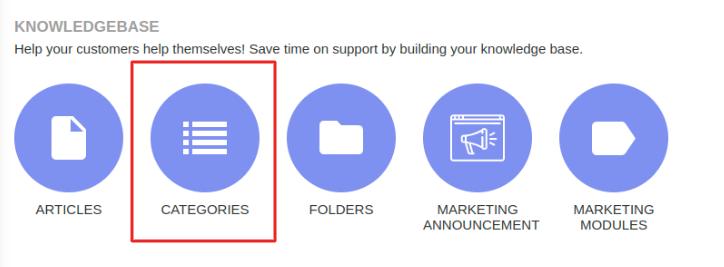 KNOWLEDGEBASE
Help your customers help themselves! Save time on support by building your knowledge base.
ARTICLES
CATEGORIES
FOLDERS
MARKETING
ANNOUNCEMENT
MARKETING
MODULES